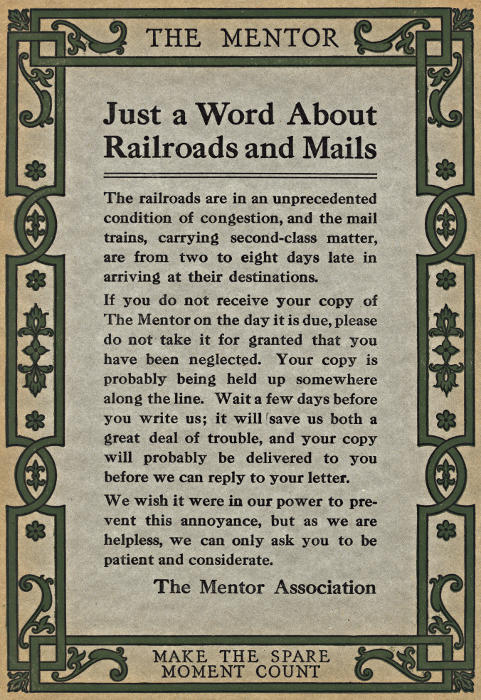 THE MENTOR
Just a Word About
Railroads and Mails
The railroads are in an unprecedented
condition of congestion, and the mail
trains, carrying second-class matter,
are from two to eight days late in
arriving at their destinations.
If you do not receive your copy of
The Mentor on the day it is due, please
do not take it for granted that you
have been neglected. Your copy is
probably being held up somewhere
along the line. Wait a few days before
you write us; it will save us both a
great deal of trouble, and your copy
will probably be delivered to you
before we can reply to your letter.
We wish it were in our power to pre-
vent this annoyance, but as we are
helpless, we can only ask you to be
patient and considerate.
The Mentor Association
MAKE THE SPARE
MOMENT COUNT